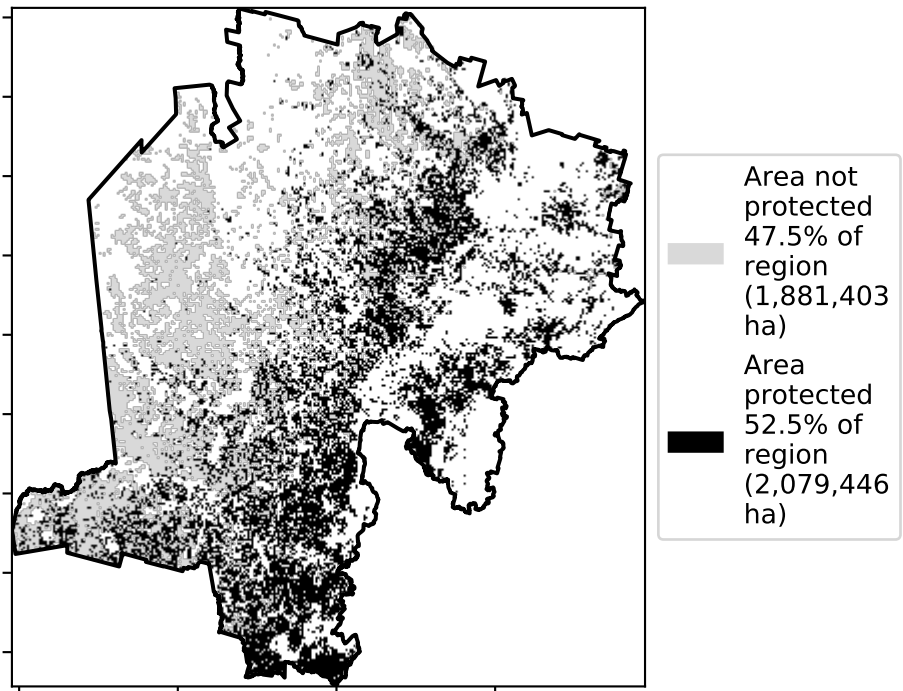 Area not
protected
47.5% of
region
(1,881,403
ha)
Area
protected
52.5% of
region
(2,079,446
ha)